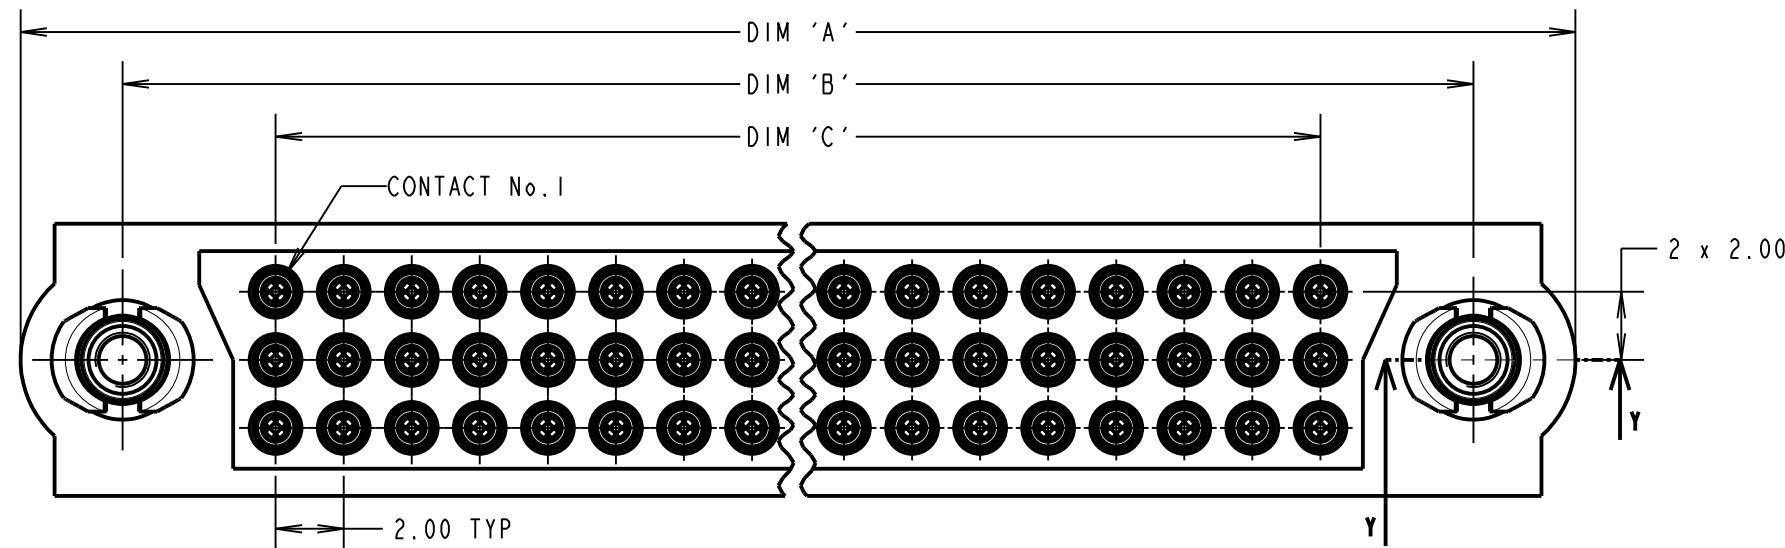 DIM 'A'
DIM 'B'
DIM 'C'
CONTACT No.1
2 x 2.00
Y
Y
2.00 TYP